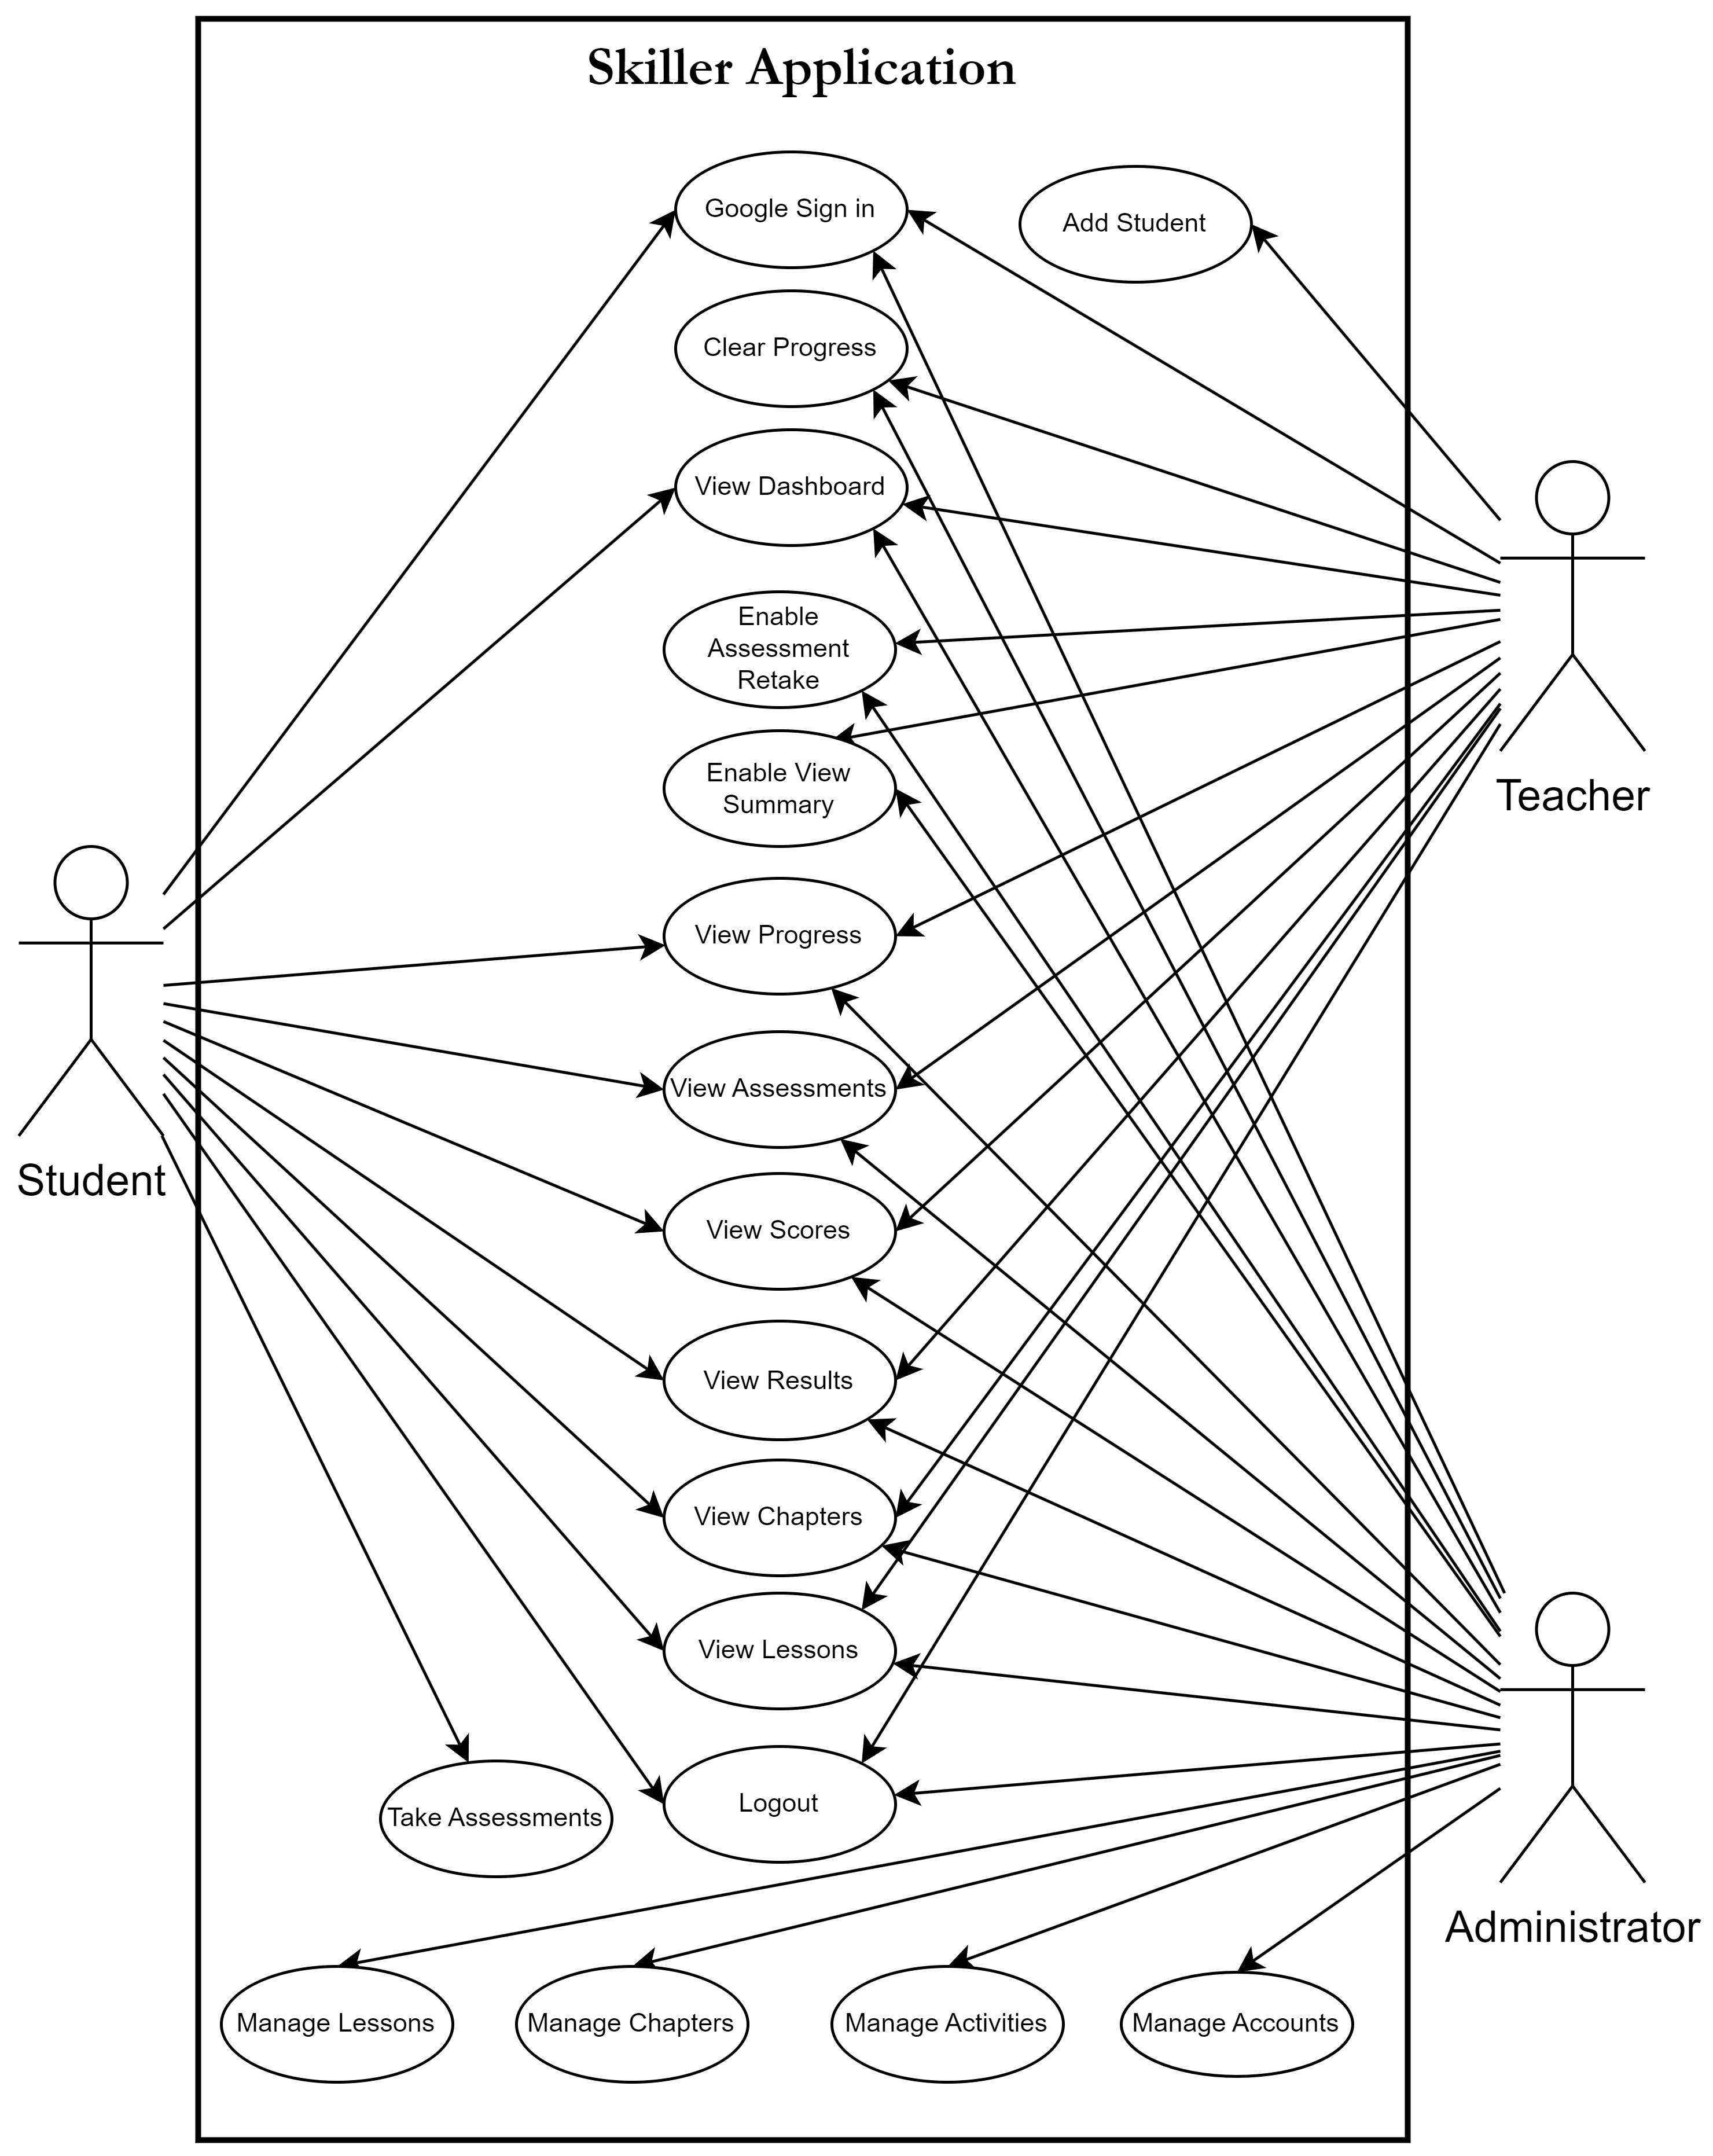 Skiller Application
Google Sign in
Add Student
Clear Progress
View Dashboard
Enable
Assessment
Retake
Enable View
Summary
Teacher
View Progress
View Assessments
Student
View Scores
View Results
View Chapters
View Lessons
Logout
Take Assessments
Administrator
Manage Lessons
Manage Chapters
Manage Activities
Manage Accounts